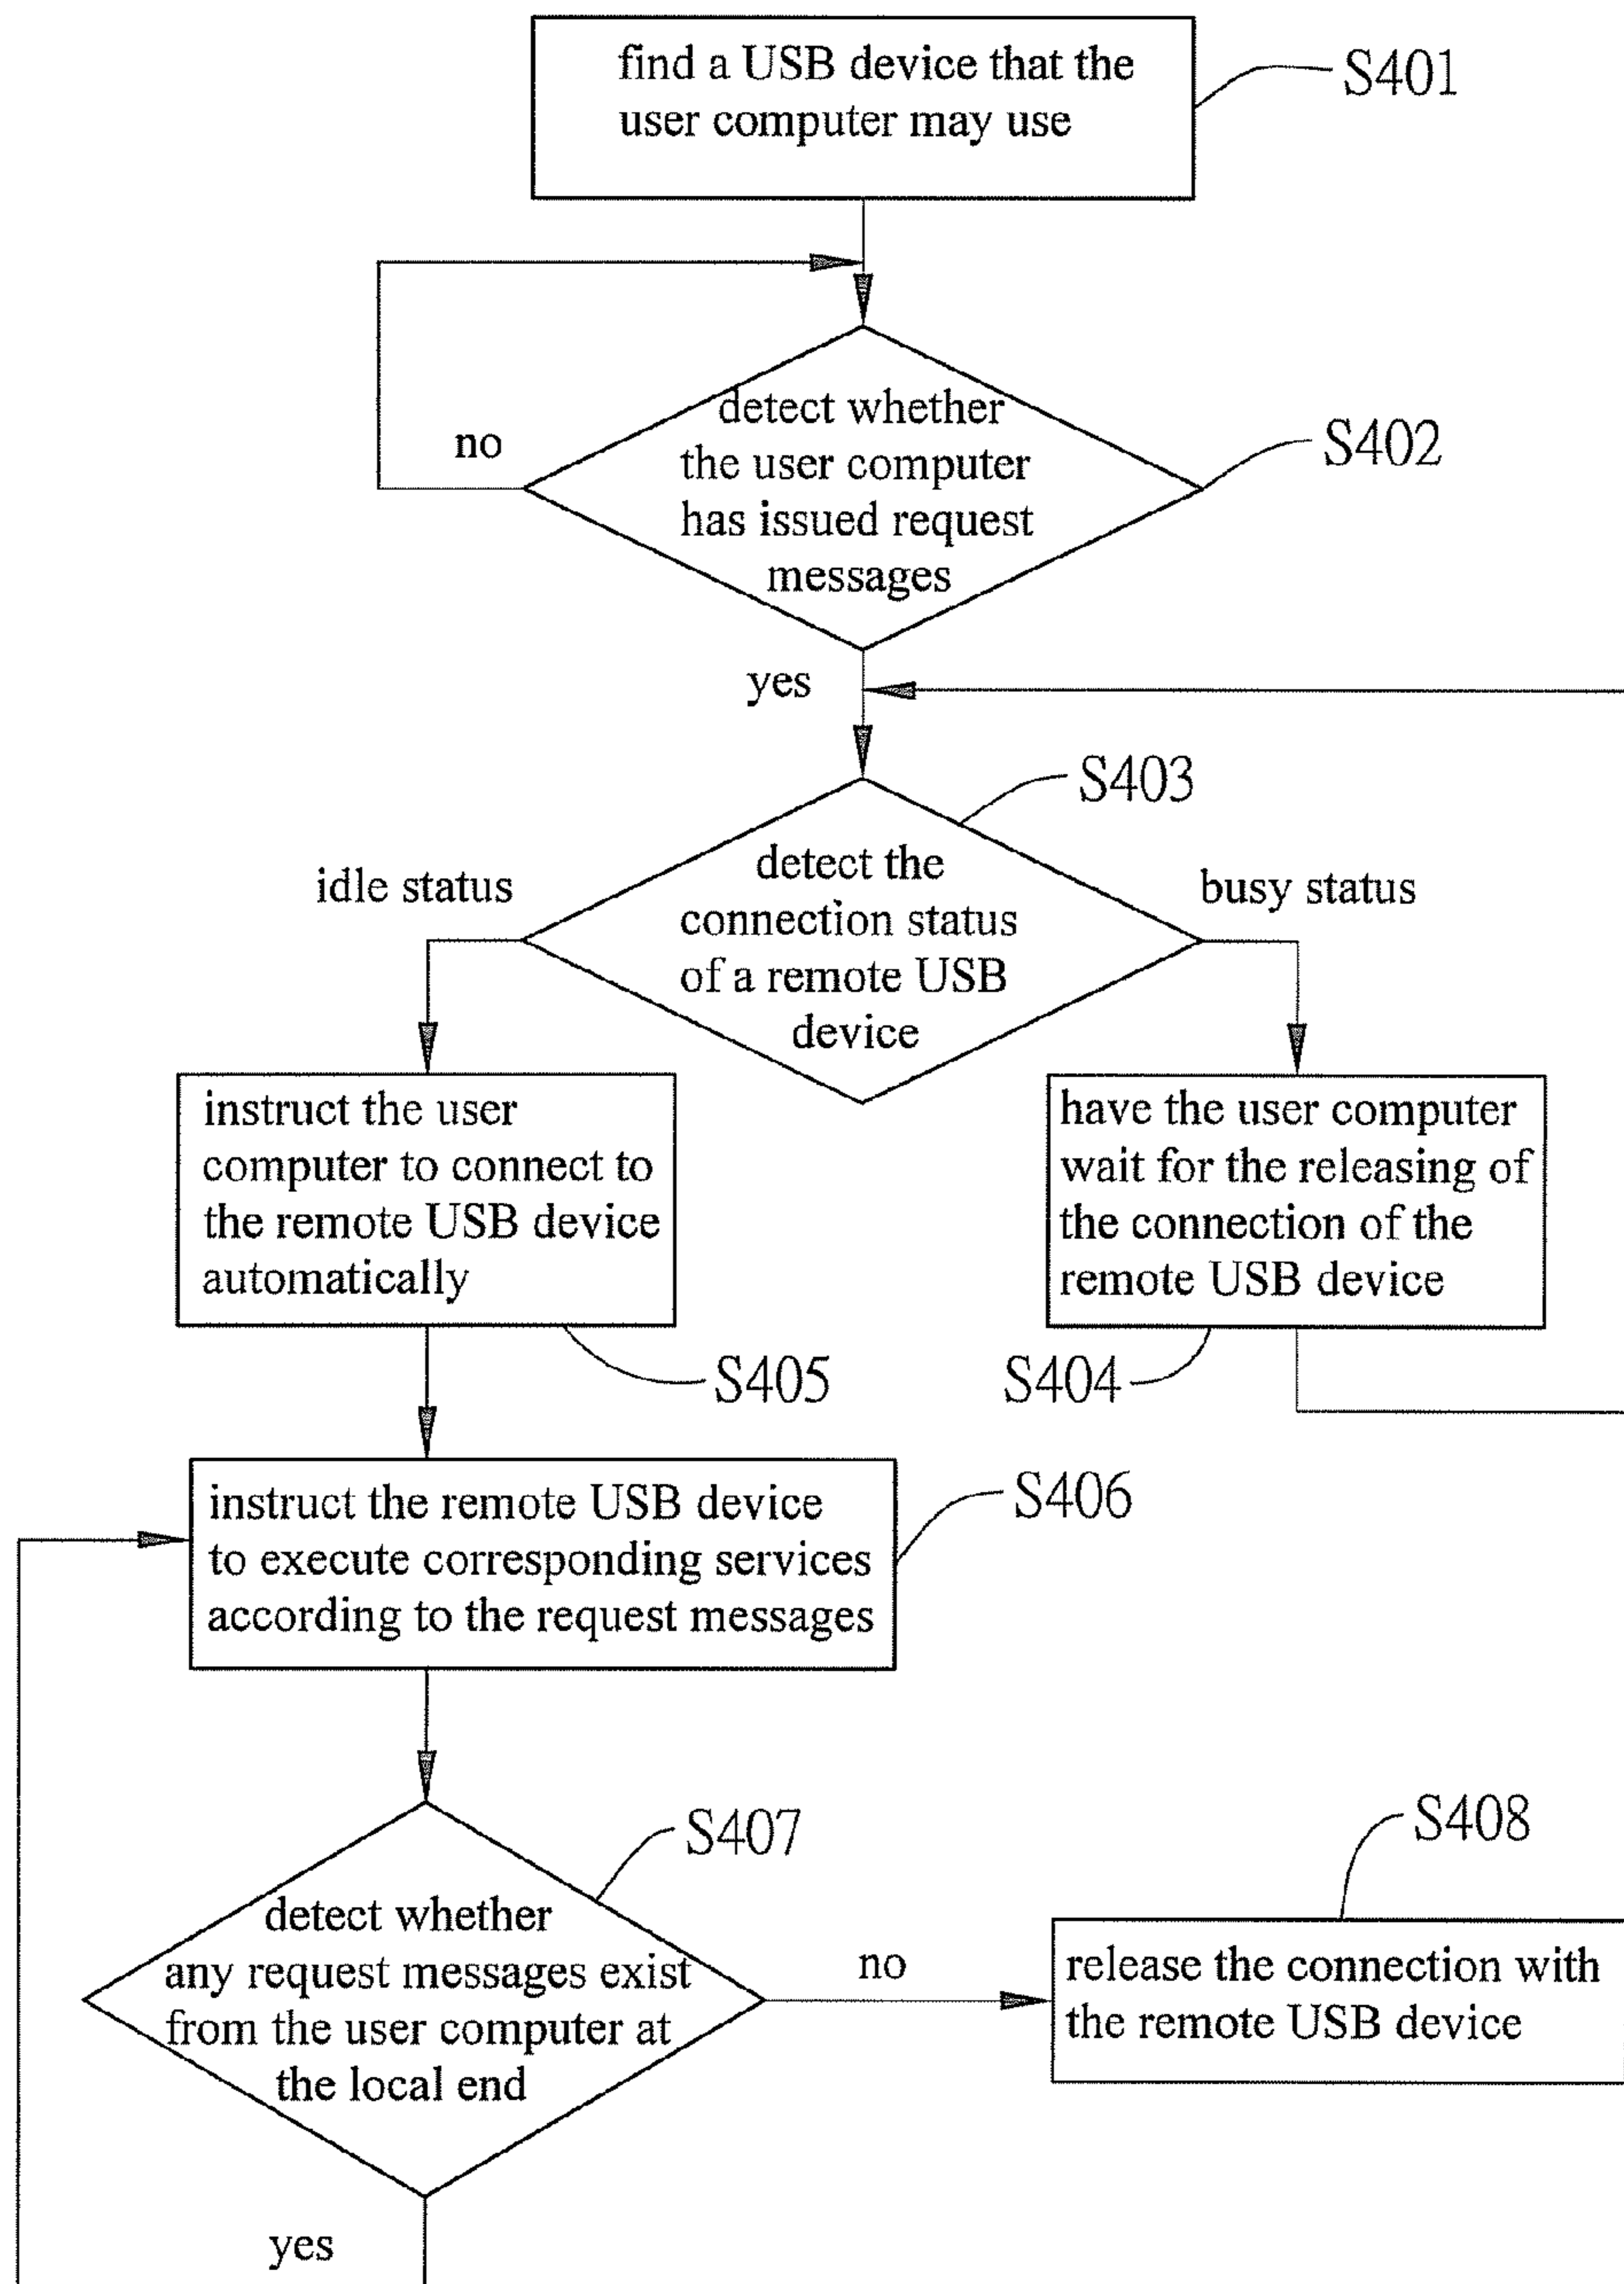 find a USB device that the
user computer may use
S401
no
detect whether
the user computer
has issued request
messages
S402
yes
S403
idle status
detect the
connection status
of a remote USB
device
busy status
instruct the user
computer to connect to
the remote USB device
automatically
have the user computer
wait for the releasing of
the connection of the
remote USB device
S405
S404
instruct the remote USB device
to execute corresponding services
according to the request messages
S406
S407
detect whether
any request messages exist
from the user computer at
the local end
no
S408
release the connection with
the remote USB device
yes